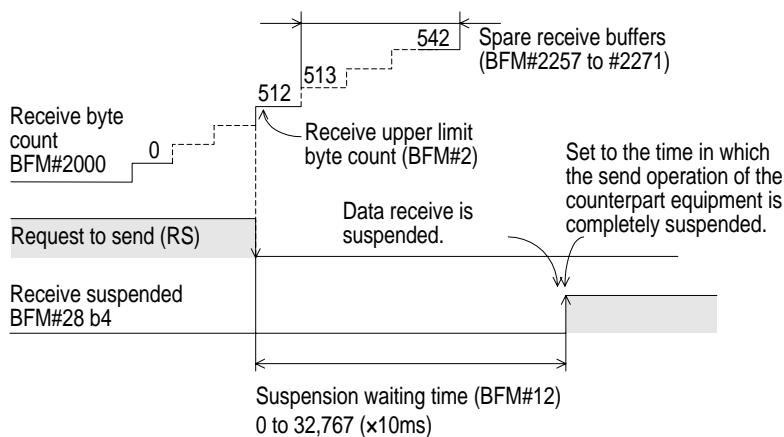 542
Spare receive buffers
(BFM#2257 to #2271)
513
512
Receive byte
count
BFM#2000
0
Receive upper limit
byte count (BFM#2)
Set to the time in which
the send operation of the
counterpart equipment is
completely suspended.
Data receive is
suspended.
Request to send (RS)
Receive suspended
BFM#28 b4
Suspension waiting time (BFM#12)
0 to 32,767 (×10ms)